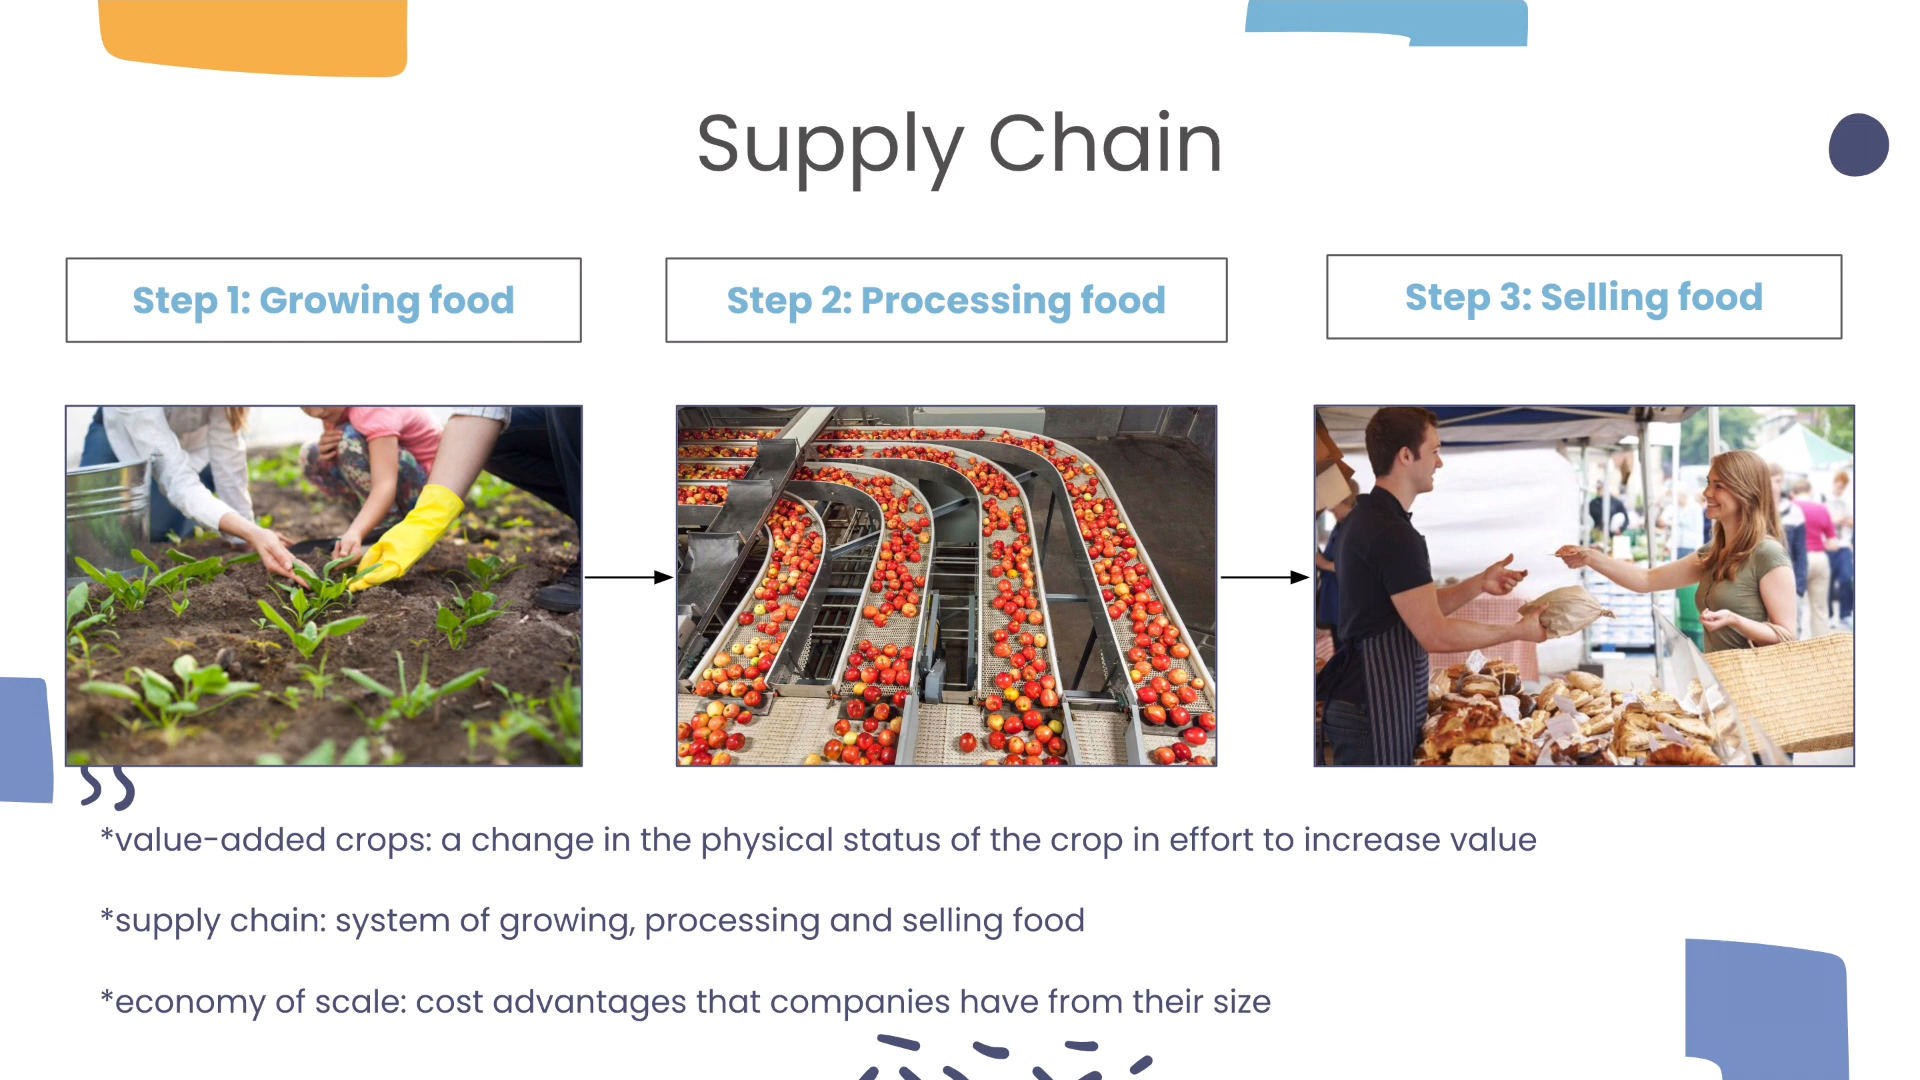 Supply Chain
Step 1: Growing food
Step 2: Processing food
Step 3: Selling food
*value-added crops: a change in the physical status of the crop in effort to increase value
*supply chain: system of growing, processing and selling food
*economy of scale: cost advantages that companies have from their size